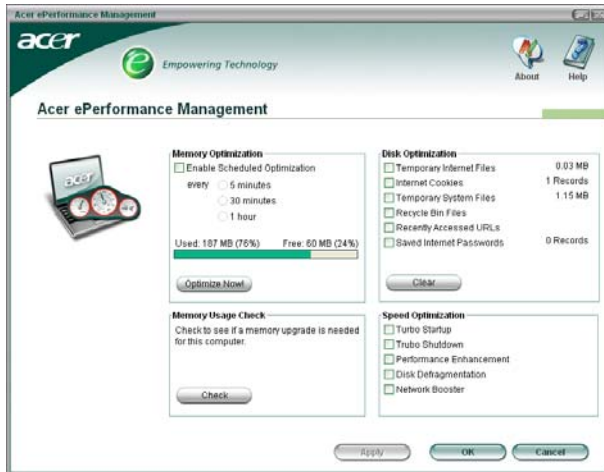 Acer ePerformance Management
acer
e Empowering Technology
About
Help
Acer ePerformance Management
acer
Memory Optimization
Enable Scheduled Optimization
every 5 minutes
30 minutes
1 hour
Used: 187 MB (76%) Free: 60 MB (24%)
Optimize Now!
Disk Optimization
Temporary Internet Files 0.03 MB
Internet Cookies 1 Records
Temporary System Files 1.15 MB
Recycle Bin Files
Recently Accessed URLs
Saved Internet Passwords 0 Records
Clear
Memory Usage Check
Check to see if a memory upgrade is needed
for this computer.
Check
Speed Optimization
Turbo Startup
Trubo Shutdown
Performance Enhancement
Disk Defragmentation
Network Booster
Apply
OK
Cancel